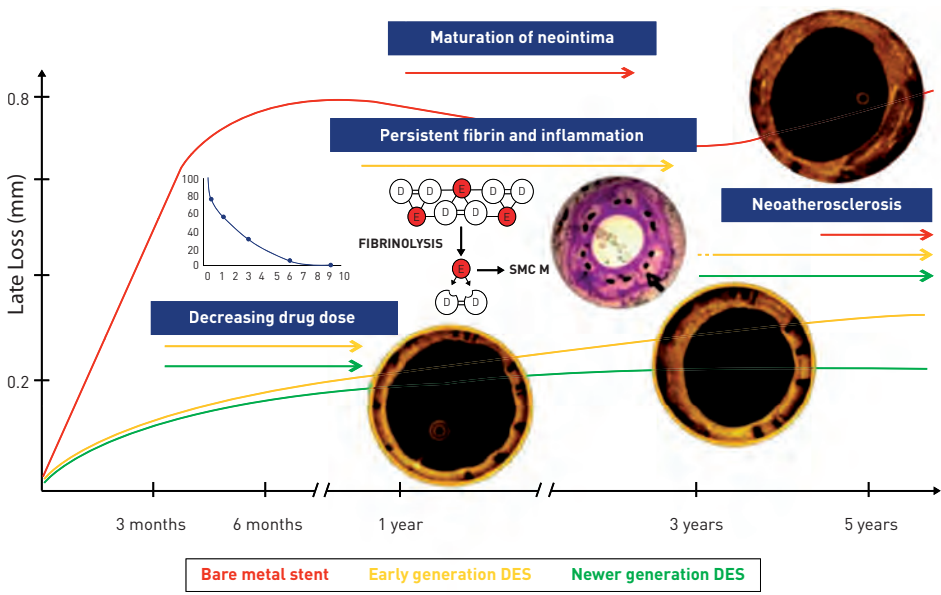 Maturation of neointima
0.8
Persistent fibrin and inflammation
100
80
60
40
20
0
0 1 2 3 4 5 6 7 8 9 10
D D E D D
E D D E
FIBRINOLYSIS
E SMC M
D D
Neoatherosclerosis
Late Loss (mm)
Decreasing drug dose
0.2
3 months 6 months 1 year 3 years 5 years
Bare metal stent Early generation DES Newer generation DES